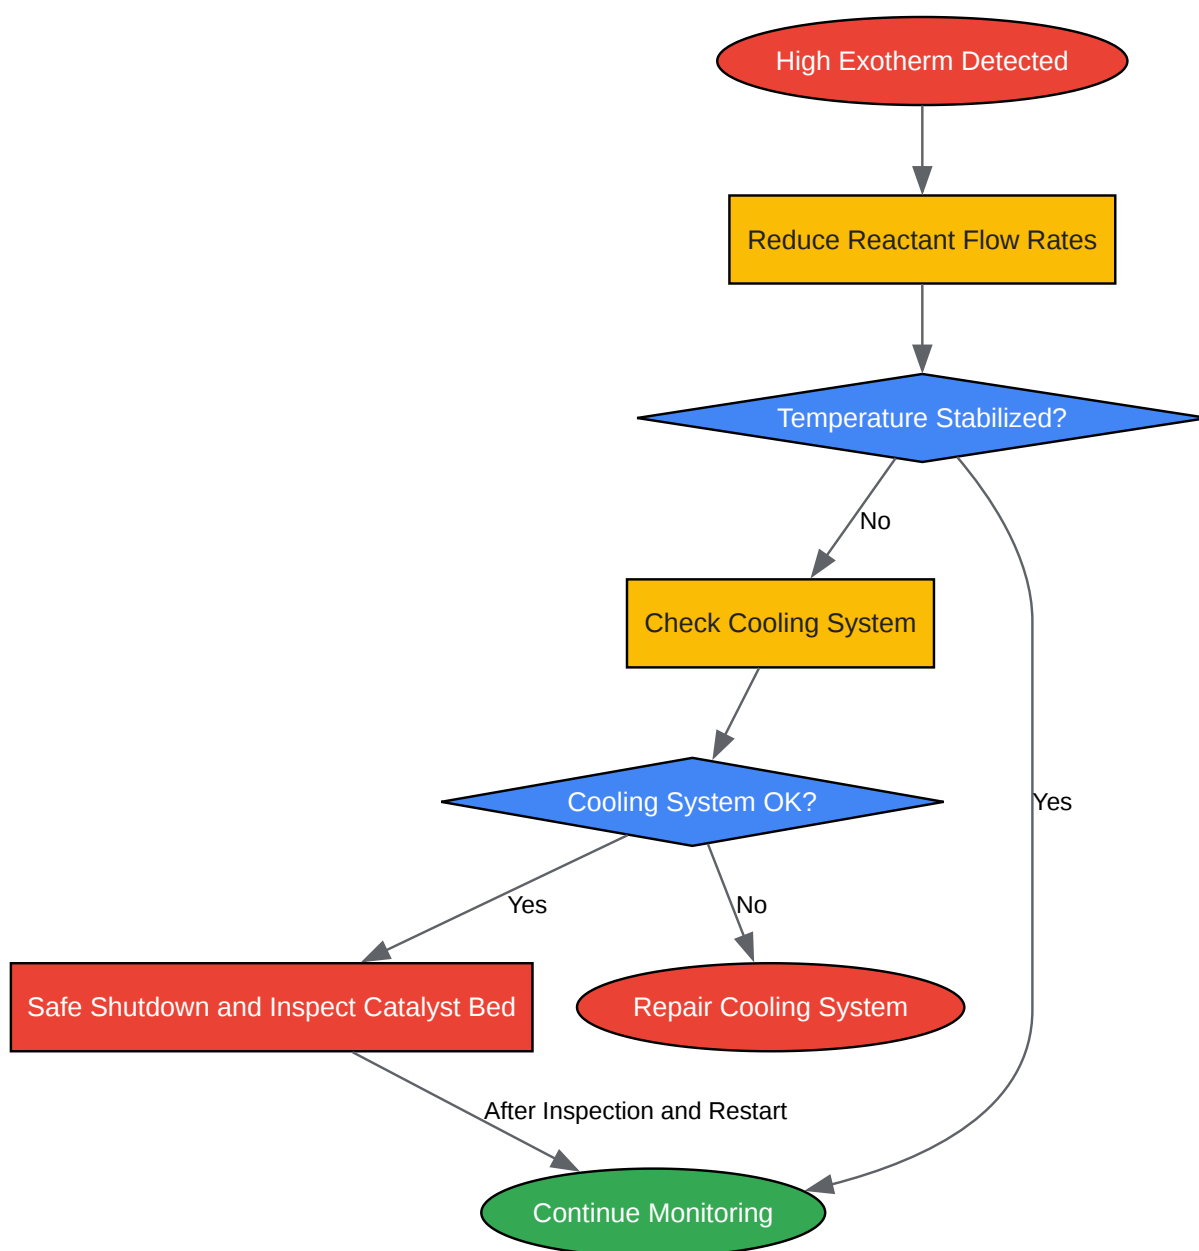 High Exotherm Detected
Reduce Reactant Flow Rates
Temperature Stabilized?
No
Check Cooling System
Cooling System OK?
Yes
Yes
No
Safe Shutdown and Inspect Catalyst Bed
Repair Cooling System
After Inspection and Restart
Continue Monitoring